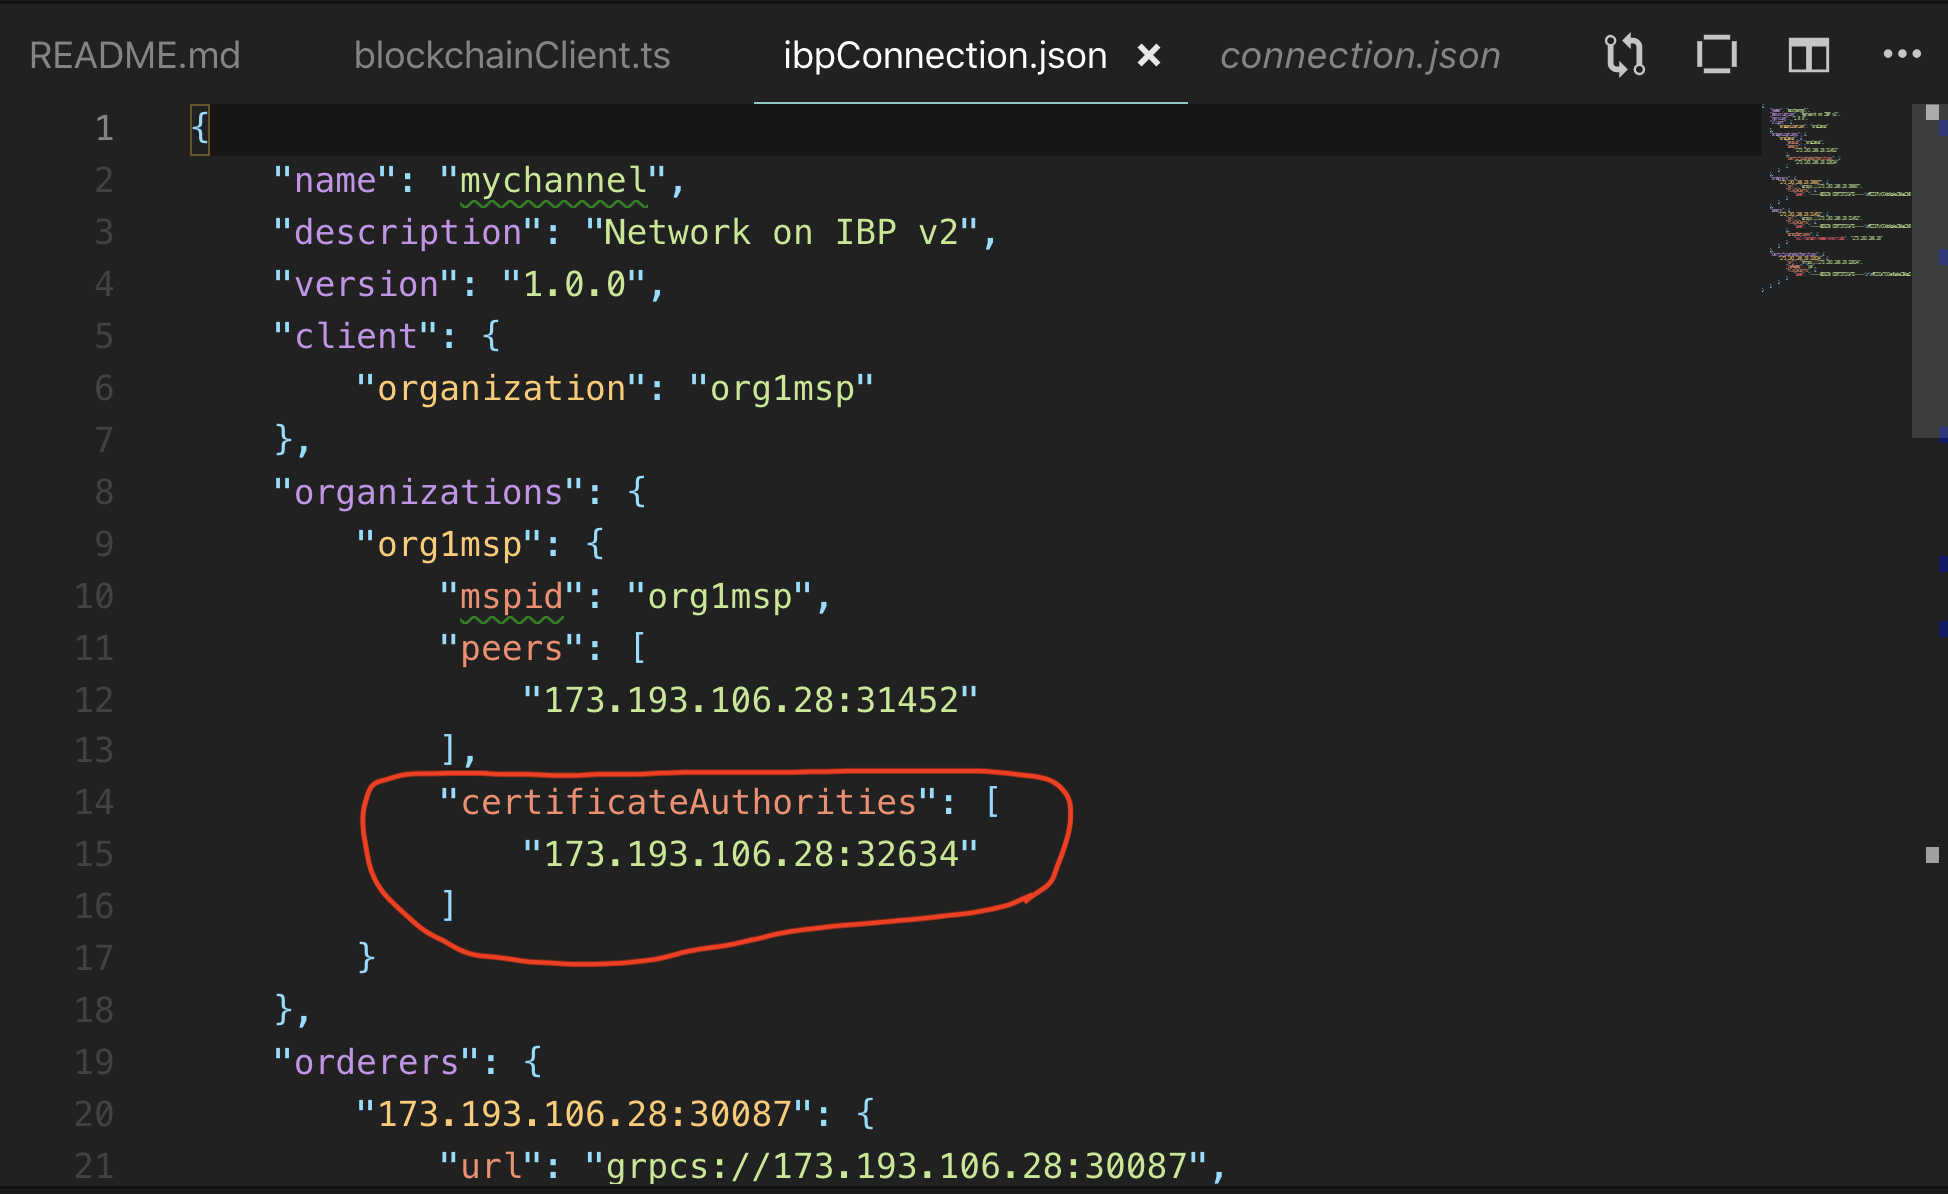 README.md blockchainClient.ts ibpConnection.json × connection.json
1 {
2 "name": "mychannel",
3 "description": "Network on IBP v2",
4 "version": "1.0.0",
5 "client": {
6 "organization": "org1msp"
7 },
8 "organizations": {
9 "org1msp": {
10 "mspid": "org1msp",
11 "peers": [
12 "173.193.106.28:31452"
13 ],
14 "certificateAuthorities": [
15 "173.193.106.28:32634"
16 ]
17 }
18 },
19 "orderers": {
20 "173.193.106.28:30087": {
21 "url": "grpcs://173.193.106.28:30087",